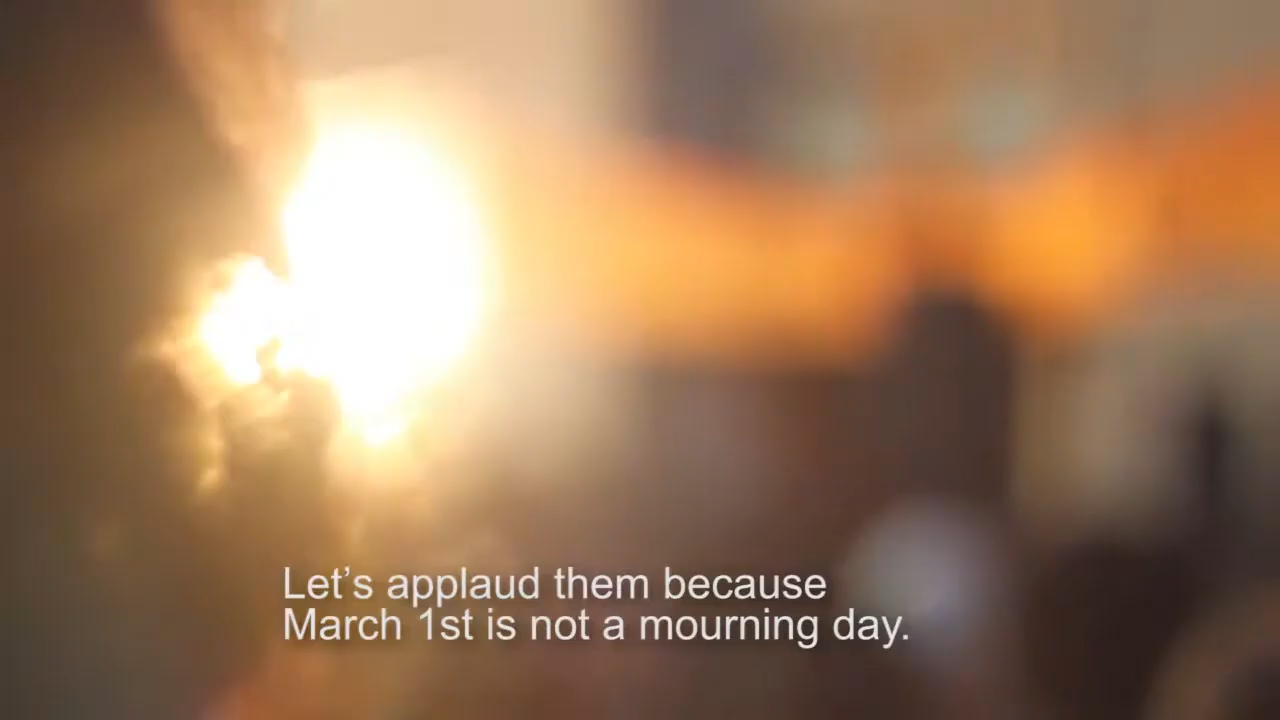 Let’s applaud them because
March 1st is not a mourning day.